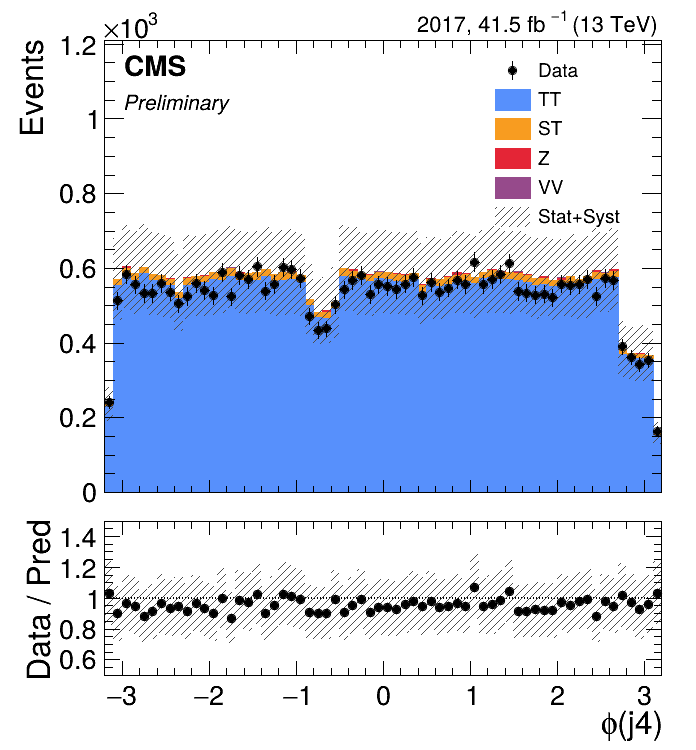 ×10³
2017, 41.5 fb⁻¹ (13 TeV)
CMS
Preliminary
Events
1.2
1
0.8
0.6
0.4
0.2
0
Data
TT
ST
Z
VV
Stat+Syst
Data / Pred
1.4
1.2
1
0.8
0.6
−3 −2 −1 0 1 2 3
ϕ(j4)